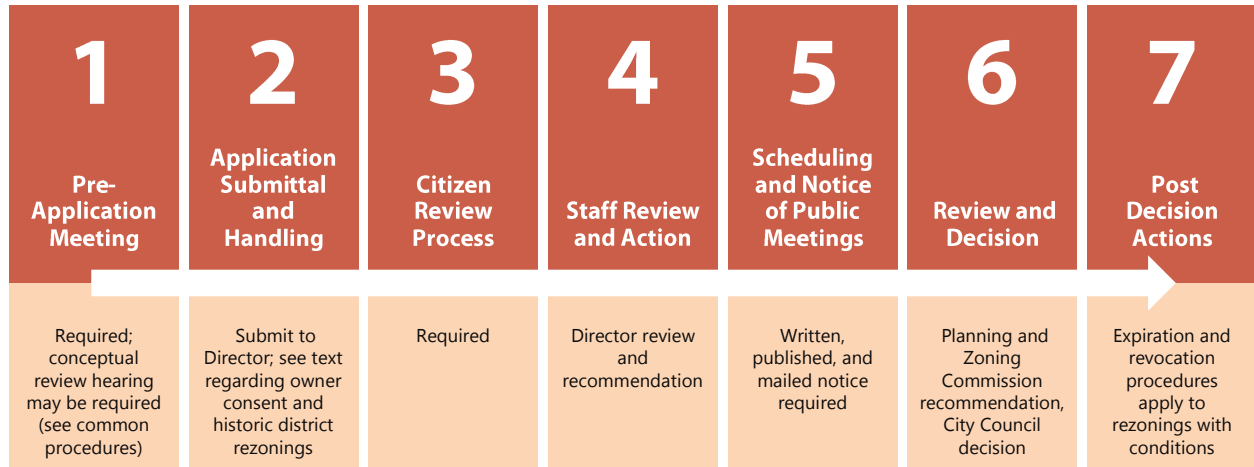 1
Pre-
Application
Meeting
Required;
conceptual
review hearing
may be required
(see common
procedures)
2
Application
Submittal
and
Handling
Submit to
Director; see text
regarding owner
consent and
historic district
rezonings
3
Citizen
Review
Process
Required
4
Staff Review
and Action
Director review
and
recommendation
5
Scheduling
and Notice
of Public
Meetings
Written,
published, and
mailed notice
required
6
Review and
Decision
Planning and
Zoning
Commission
recommendation,
City Council
decision
7
Post
Decision
Actions
Expiration and
revocation
procedures
apply to
rezonings with
conditions